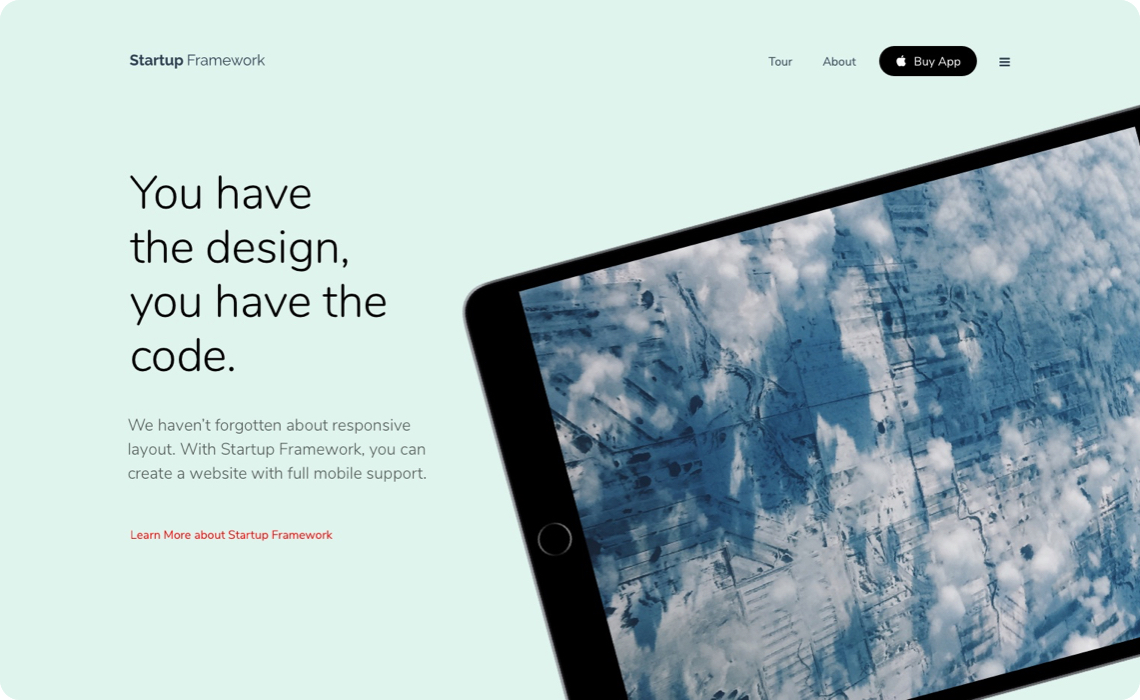 Startup Framework
Tour
About
Buy App
You have
the design,
you have the
code.
We haven’t forgotten about responsive
layout. With Startup Framework, you can
create a website with full mobile support.
Learn More about Startup Framework